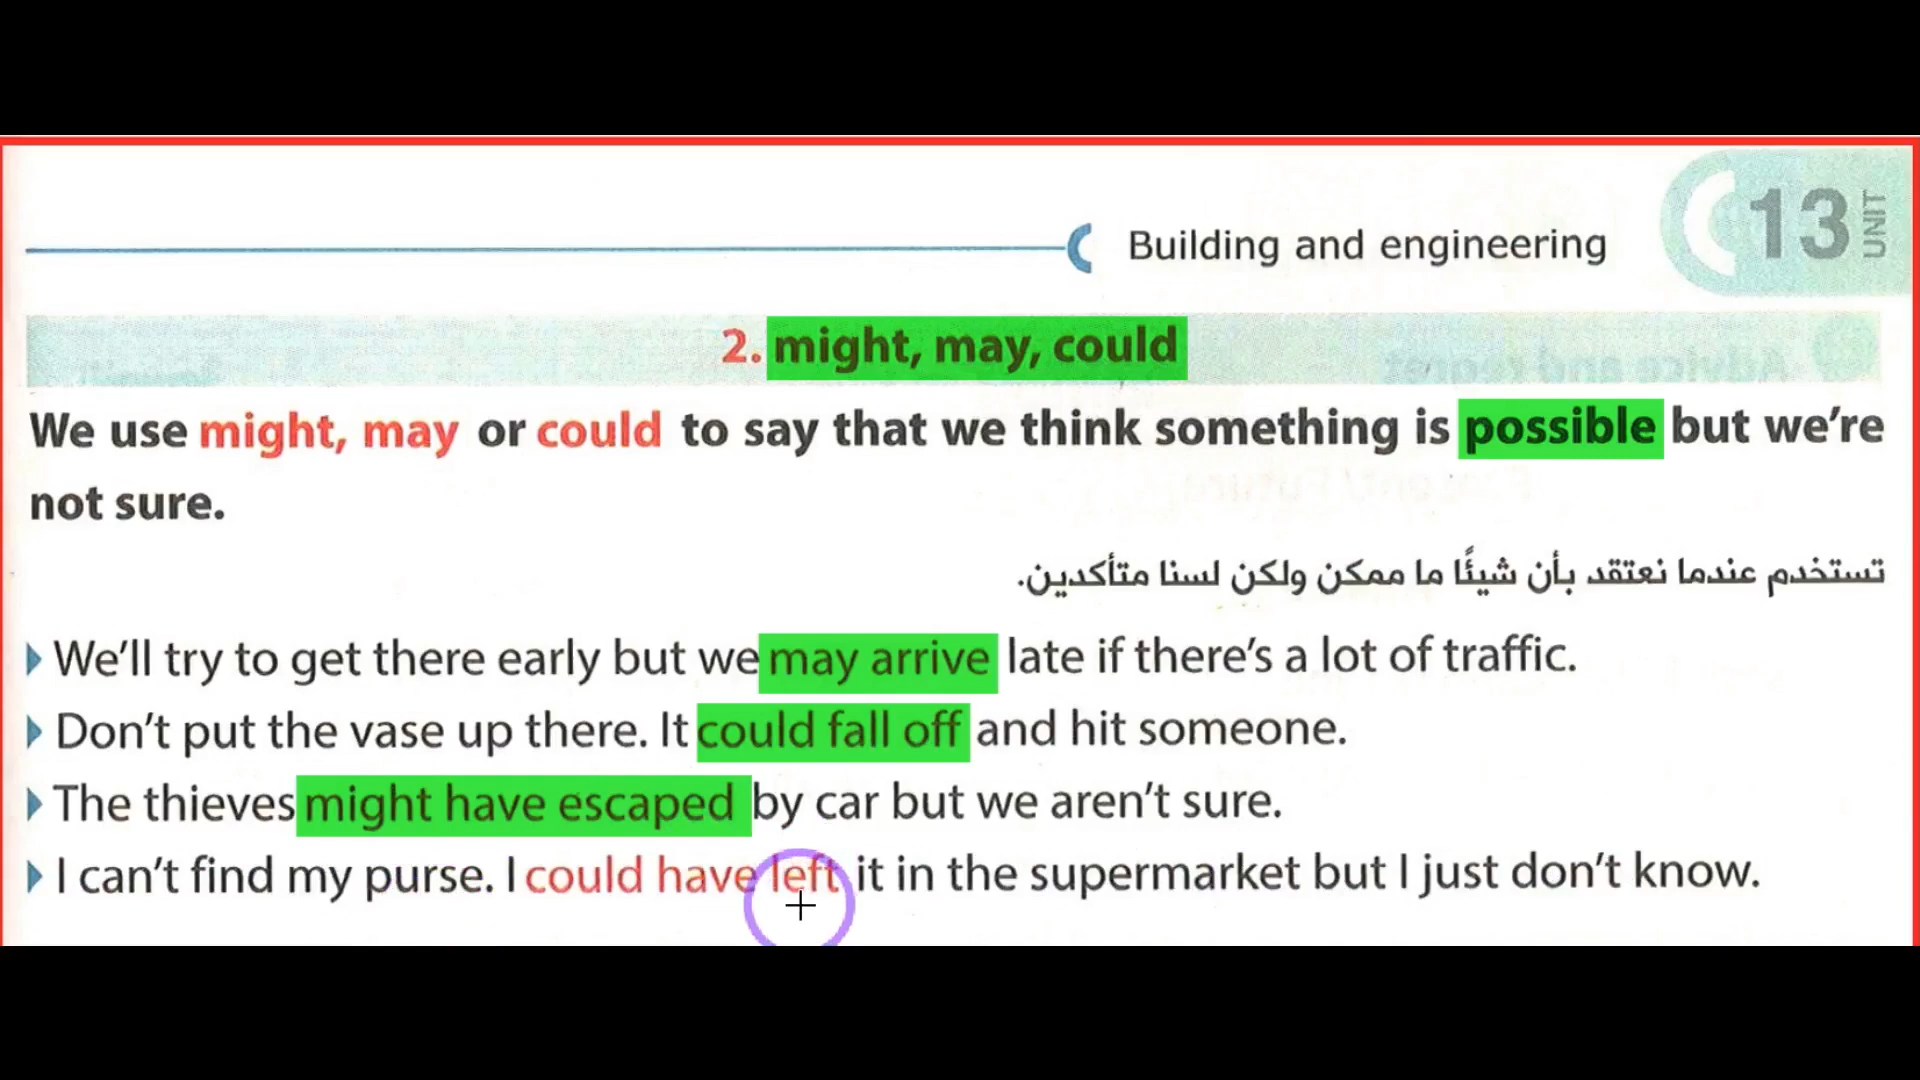 Building and engineering
13 UNIT
2. might, may, could
We use might, may or could to say that we think something is possible but we're
not sure.
تستخدم عندما نعتقد بأن شيئًا ما ممكن ولكن لسنا متأكدين.
We'll try to get there early but we may arrive late if there's a lot of traffic.
Don't put the vase up there. It could fall off and hit someone.
The thieves might have escaped by car but we aren't sure.
I can't find my purse. I could have left it in the supermarket but I just don't know.